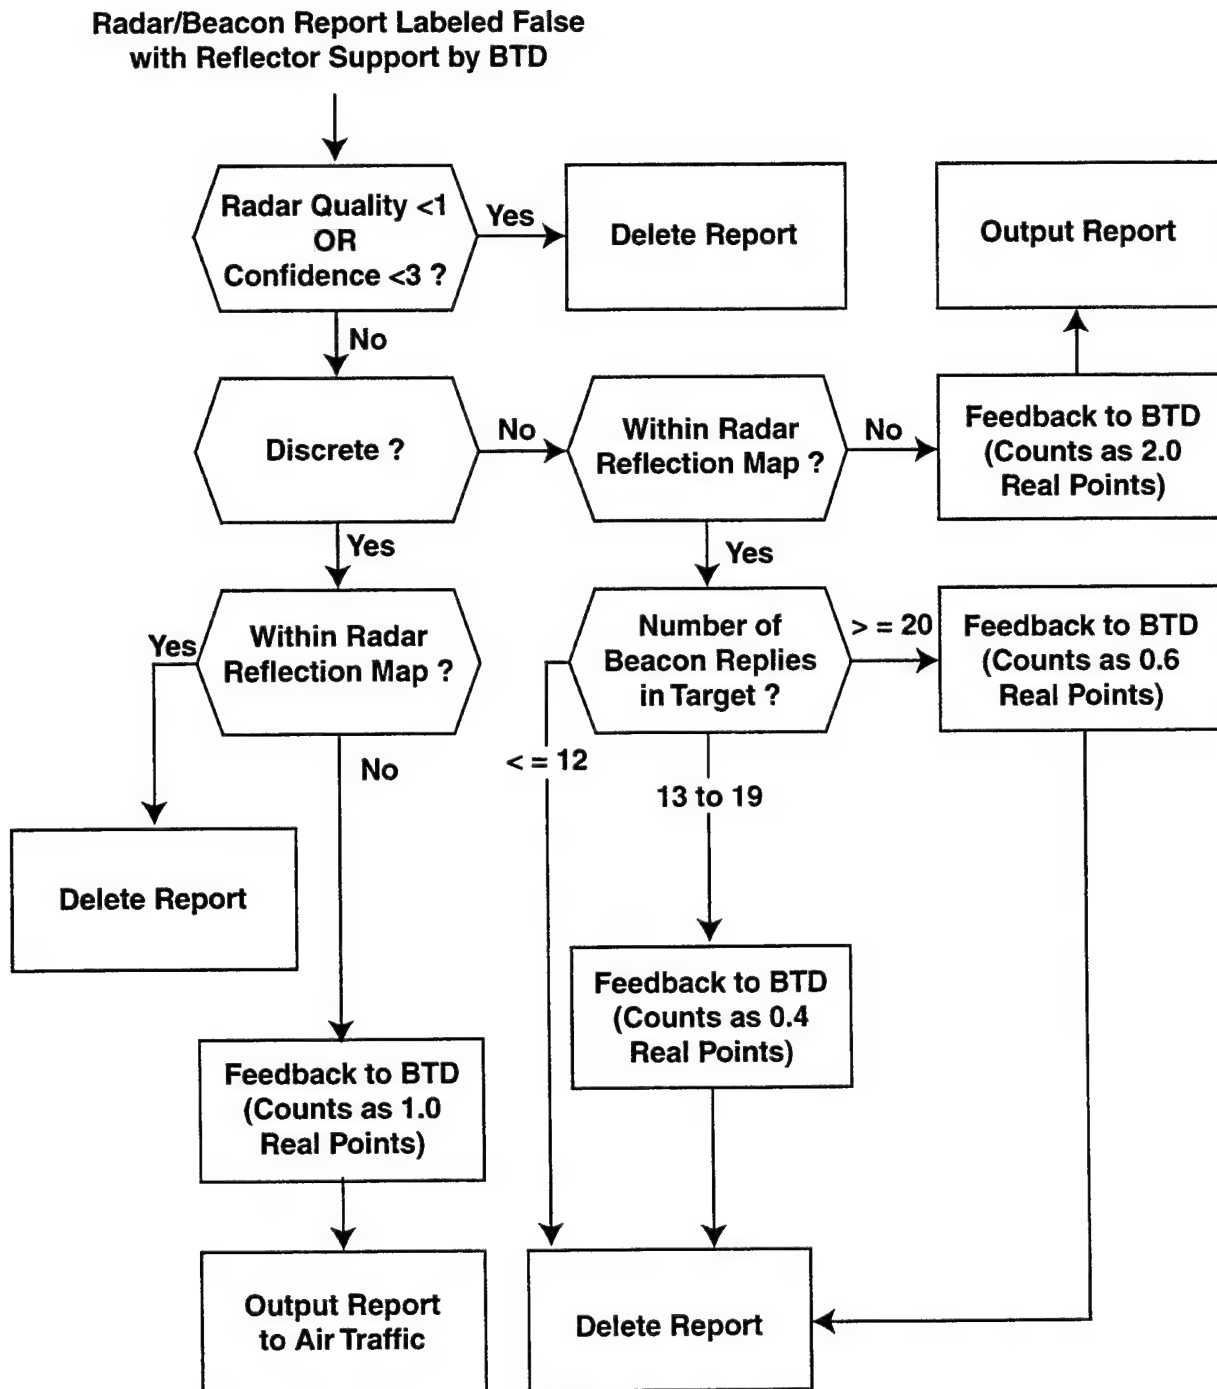 Radar/Beacon Report Labeled False
with Reflector Support by BTD
Radar Quality <1
OR
Confidence <3 ?
Yes
Delete Report
Output Report
No
Discrete ?
No
Within Radar
Reflection Map ?
No
Feedback to BTD
(Counts as 2.0
Real Points)
Yes
Yes
Yes
Within Radar
Reflection Map ?
Number of
Beacon Replies
in Target ?
> = 20
Feedback to BTD
(Counts as 0.6
Real Points)
No
< = 12
13 to 19
Delete Report
Feedback to BTD
(Counts as 0.4
Real Points)
Feedback to BTD
(Counts as 1.0
Real Points)
Output Report
to Air Traffic
Delete Report